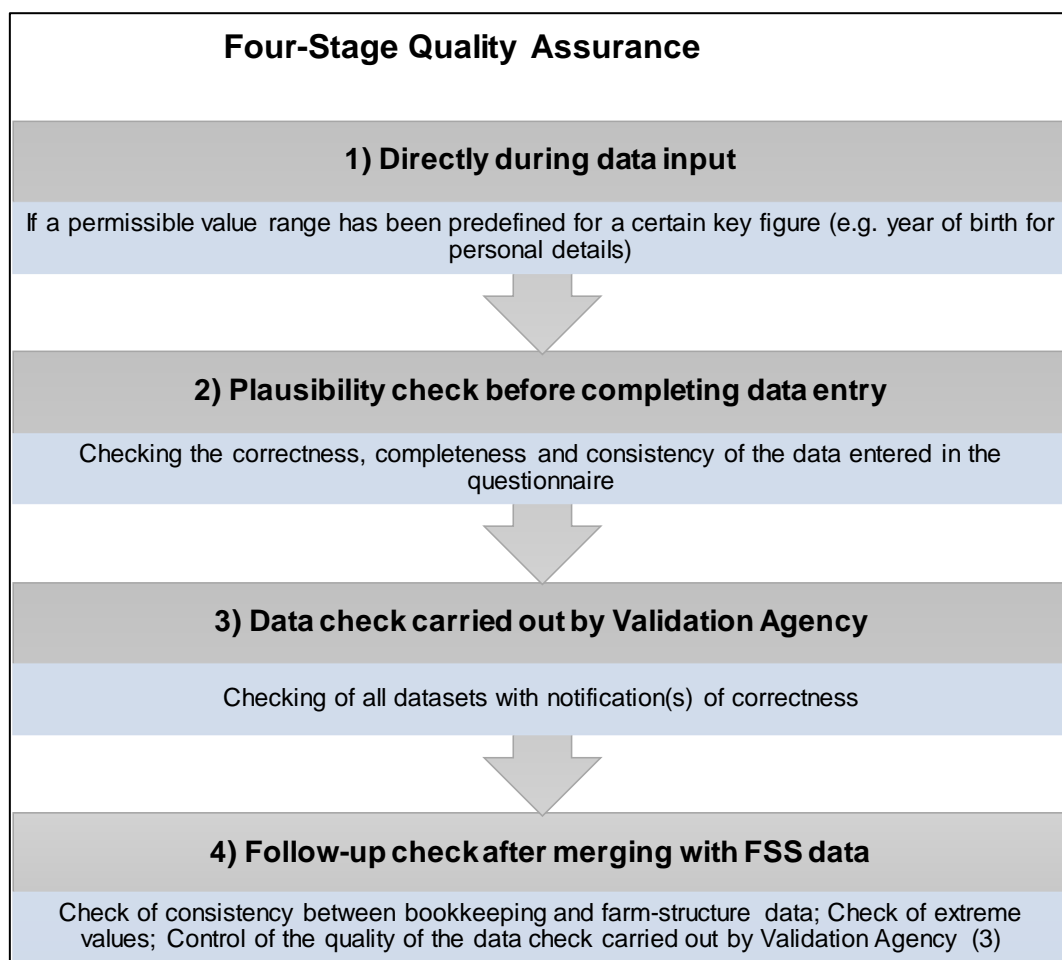 Four-Stage Quality Assurance
1) Directly during data input
If a permissible value range has been predefined for a certain key figure (e.g. year of birth for
personal details)
2) Plausibility check before completing data entry
Checking the correctness, completeness and consistency of the data entered in the
questionnaire
3) Data check carried out by Validation Agency
Checking of all datasets with notification(s) of correctness
4) Follow-up check after merging with FSS data
Check of consistency between bookkeeping and farm-structure data; Check of extreme
values; Control of the quality of the data check carried out by Validation Agency (3)